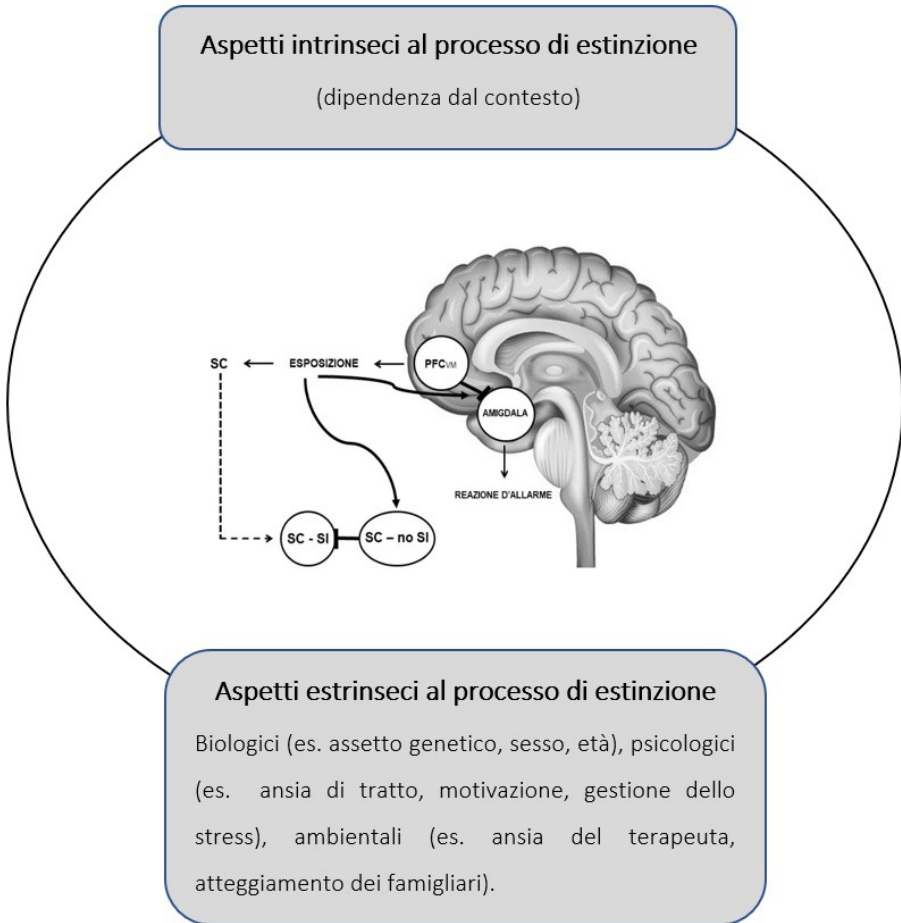 Aspetti intrinseci al processo di estinzione
(dipendenza dal contesto)
SC
ESPOSIZIONE
PFCVM
AMIGDALA
REAZIONE D'ALLARME
SC - SI
SC – no SI
Aspetti estrinseci al processo di estinzione
Biologici (es. assetto genetico, sesso, età), psicologici
(es. ansia di tratto, motivazione, gestione dello
stress), ambientali (es. ansia del terapeuta,
atteggiamento dei famigliari).